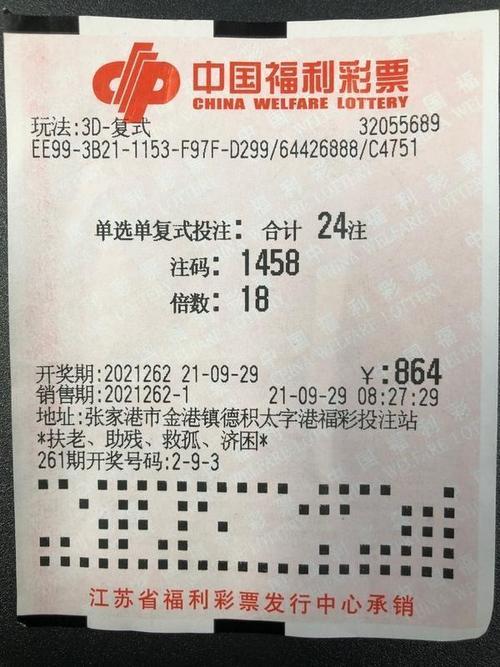 中国福利彩票
CHINA WELFARE LOTTERY
玩法:3D-复式 32055689
EE99-3B21-1153-F97F-D299/64426888/C4751
单选单复式投注: 合计 24注
注码: 1458
倍数: 18
开奖期:2021262 21-09-29 ¥:864
销售期:2021262-1 21-09-29 08:27:29
地址:张家港市金港镇德积太字港福彩投注站
*扶老、助残、救孤、济困*
261期开奖号码:2-9-3
江苏省福利彩票发行中心承销